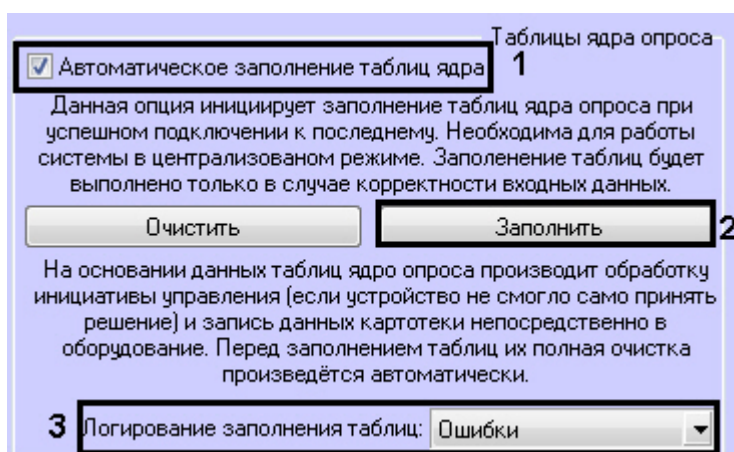 Таблицы ядра опроса
Автоматическое заполнение таблиц ядра 1
Данная опция инициирует заполнение таблиц ядра опроса при
успешном подключении к последнему. Необходима для работы
системы в централизованом режиме. Заполенение таблиц будет
выполнено только в случае корректности входных данных.
Очистить Заполнить 2
На основании данных таблиц ядро опроса производит обработку
инициативы управления (если устройство не смогло само принять
решение) и запись данных картотеки непосредственно в
оборудование. Перед заполнением таблиц их полная очистка
произведётся автоматически.
3 Логирование заполнения таблиц: Ошибки